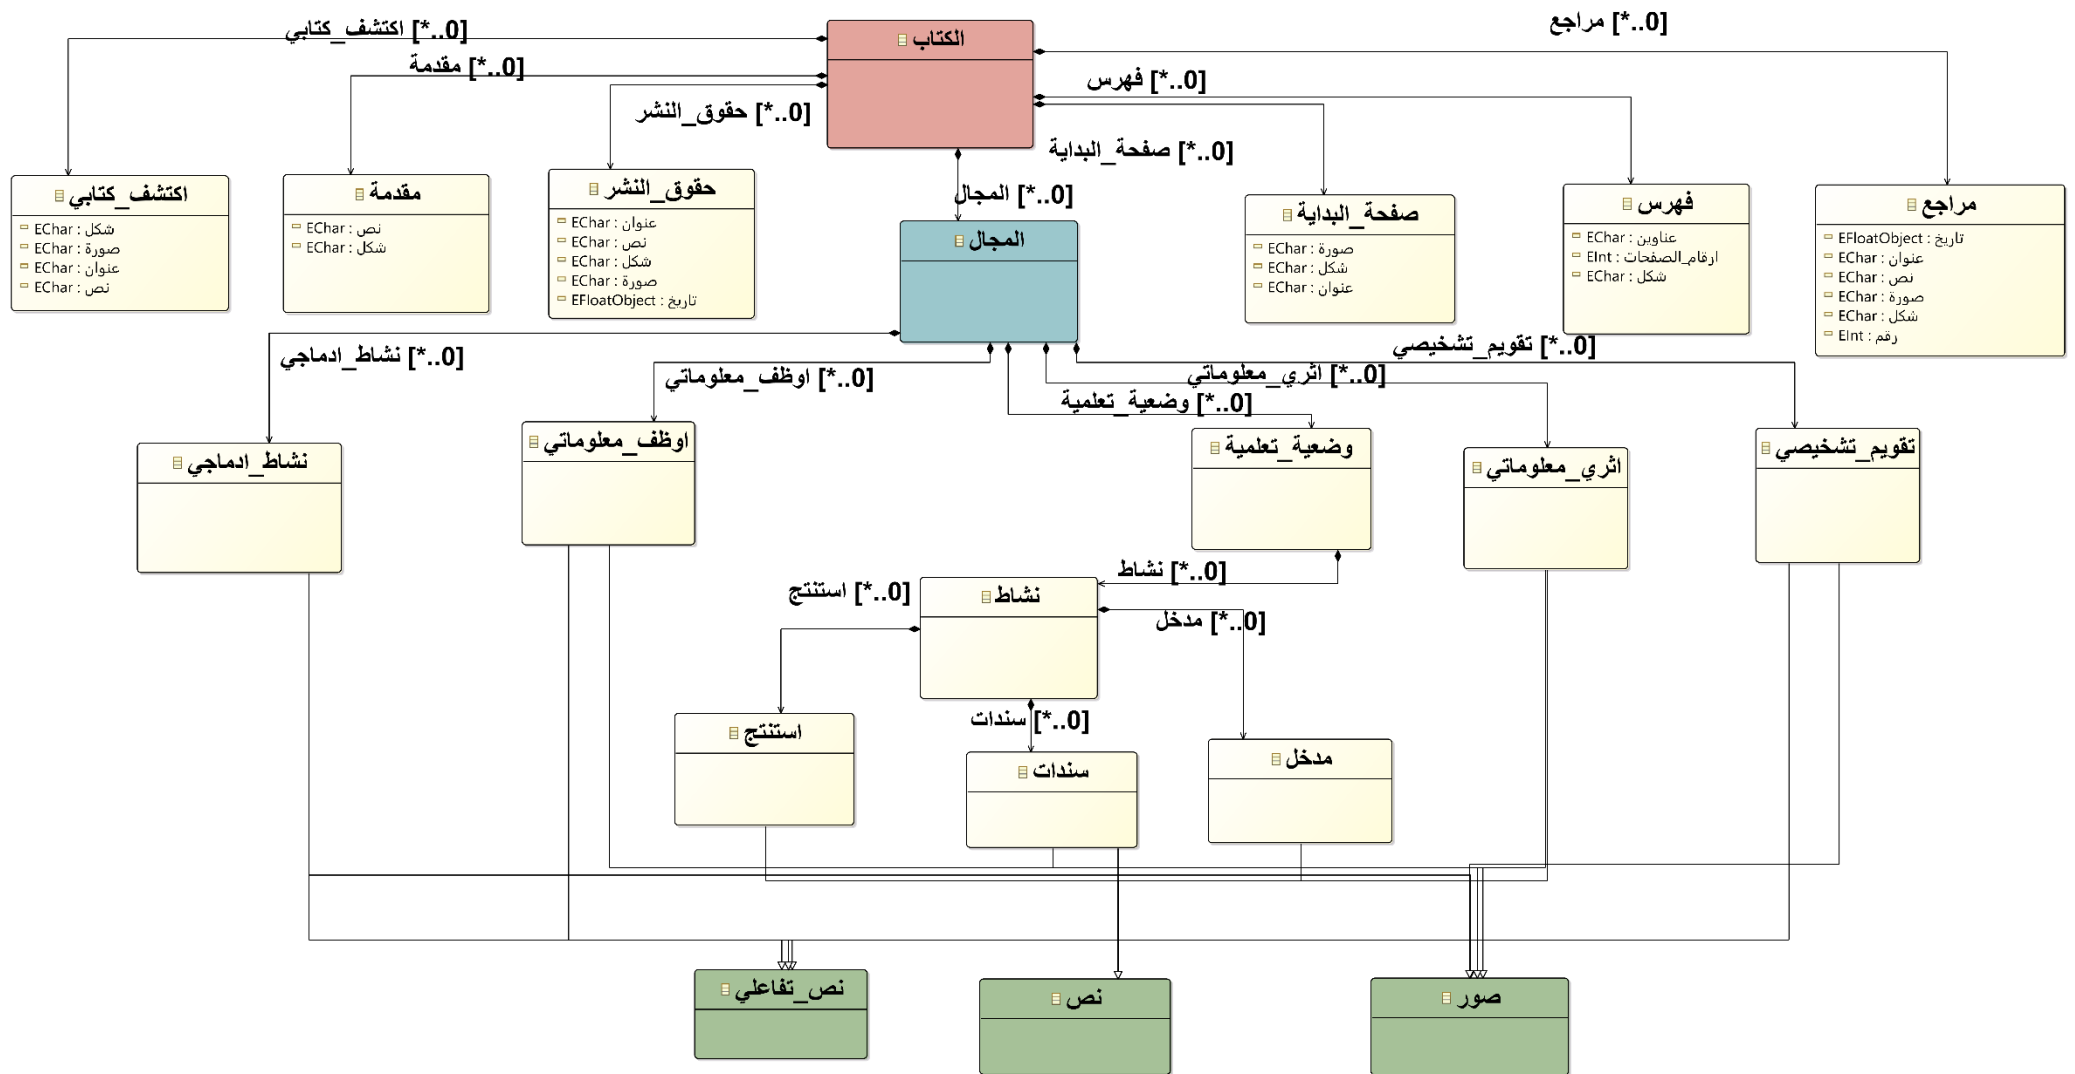 اكتشف_كتابي [0..*]
الكتاب
مراجع [0..*]
مقدمة [0..*]
فهرس [0..*]
حقوق_النشر [0..*]
صفحة_البداية [0..*]
المجال [0..*]
اكتشف_كتابي
شكل : EChar
صورة : EChar
عنوان : EChar
نص : EChar
مقدمة
نص : EChar
شكل : EChar
حقوق_النشر
عنوان : EChar
نص : EChar
شكل : EChar
صورة : EChar
تاريخ : EFloatObject
المجال
صفحة_البداية
صورة : EChar
شكل : EChar
عنوان : EChar
فهرس
عناوين : EChar
ارقام_الصفحات : EInt
شكل : EChar
مراجع
تاريخ : EFloatObject
عنوان : EChar
نص : EChar
صورة : EChar
شكل : EChar
رقم : EInt
نشاط_ادماجي [0..*]
اوظف_معلوماتي [0..*]
تقويم_تشخيصي [0..*]
اثري_معلوماتي [0..*]
وضعية_تعلمية [0..*]
نشاط_ادماجي
اوظف_معلوماتي
وضعية_تعلمية
اثري_معلوماتي
تقويم_تشخيصي
نشاط [0..*]
استنتج [0..*]
نشاط
مدخل [0..*]
سندات [0..*]
استنتج
سندات
مدخل
نص_تفاعلي
نص
صور